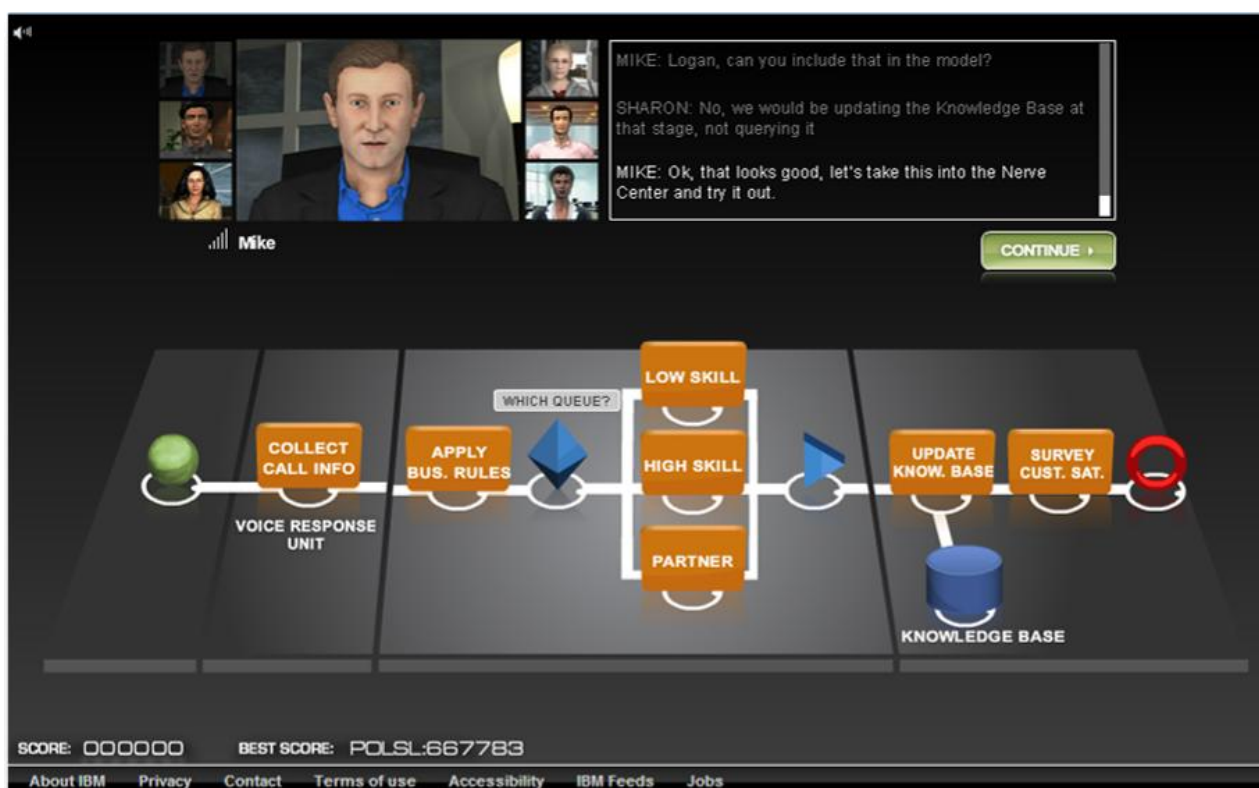 MIKE: Logan, can you include that in the model?
SHARON: No, we would be updating the Knowledge Base at
that stage, not querying it
MIKE: Ok, that looks good, let's take this into the Nerve
Center and try it out.
Mike
CONTINUE
LOW SKILL
WHICH QUEUE?
COLLECT
CALL INFO
APPLY
BUS. RULES
HIGH SKILL
UPDATE
KNOW. BASE
SURVEY
CUST. SAT.
VOICE RESPONSE
UNIT
PARTNER
KNOWLEDGE BASE
SCORE: 000000 BEST SCORE: POLSL:667783
About IBM Privacy Contact Terms of use Accessibility IBM Feeds Jobs